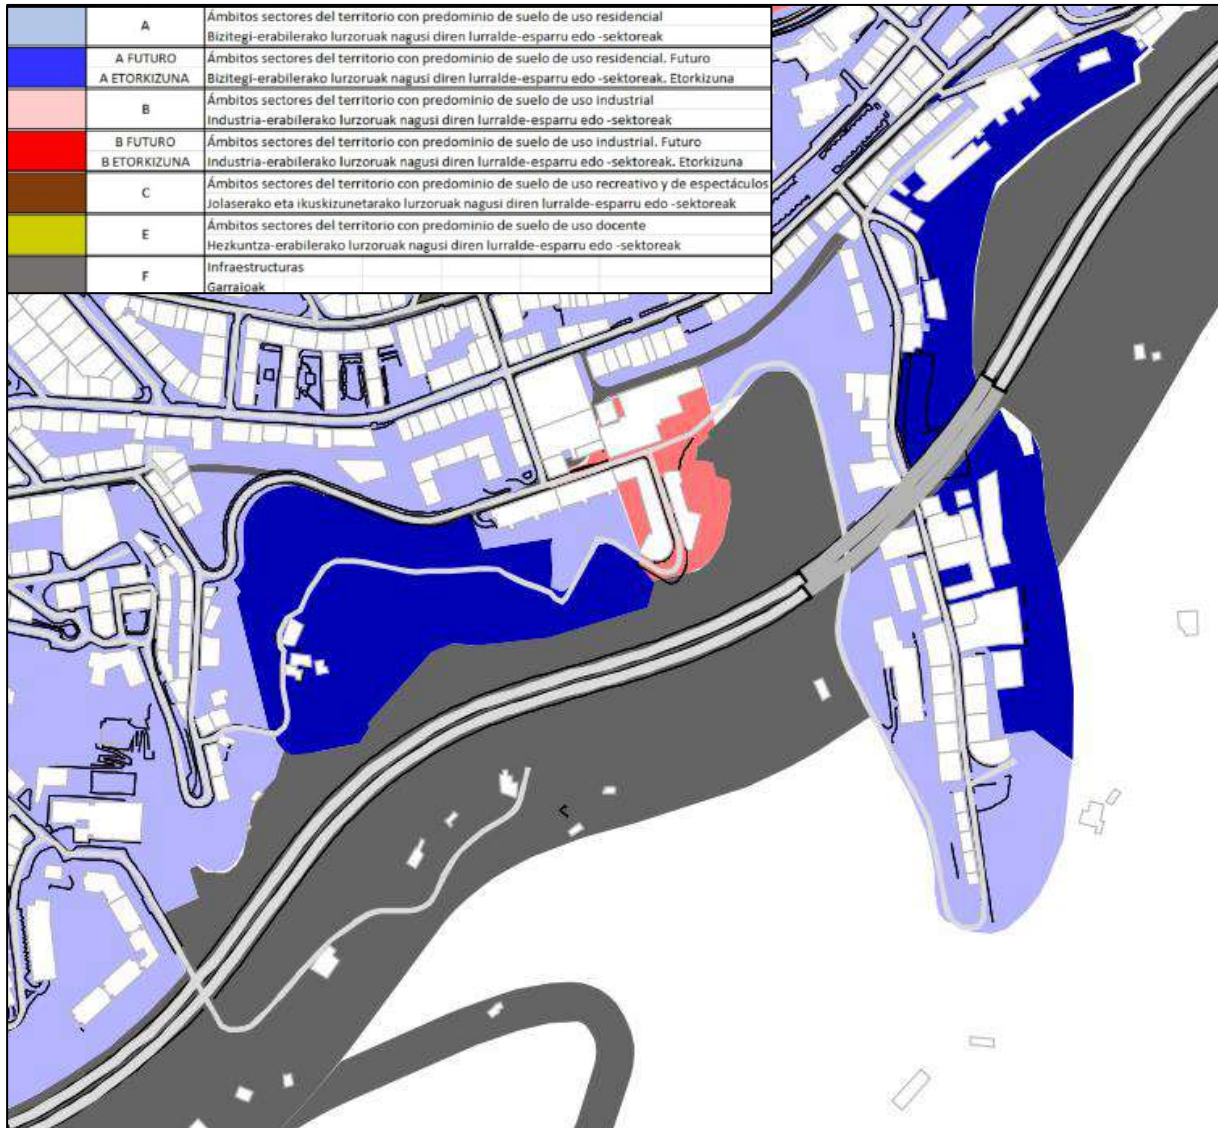 A
Ámbitos sectores del territorio con predominio de suelo de uso residencial
Bizitegi-erabilerako lurzoruak nagusi diren lurralde-esparru edo -sektoreak
A FUTURO
A ETORKIZUNA
Ámbitos sectores del territorio con predominio de suelo de uso residencial. Futuro
Bizitegi-erabilerako lurzoruak nagusi diren lurralde-esparru edo -sektoreak. Etorkizuna
B
Ámbitos sectores del territorio con predominio de suelo de uso industrial
Industria-erabilerako lurzoruak nagusi diren lurralde-esparru edo -sektoreak
B FUTURO
B ETORKIZUNA
Ámbitos sectores del territorio con predominio de suelo de uso industrial. Futuro
Industria-erabilerako lurzoruak nagusi diren lurralde-esparru edo -sektoreak. Etorkizuna
C
Ámbitos sectores del territorio con predominio de suelo de uso recreativo y de espectáculos
Jolaserako eta ikuskizunetarako lurzoruak nagusi diren lurralde-esparru edo -sektoreak
E
Ámbitos sectores del territorio con predominio de suelo de uso docente
Hezkuntza-erabilerako lurzoruak nagusi diren lurralde-esparru edo -sektoreak
F
Infraestructuras
Garraioak